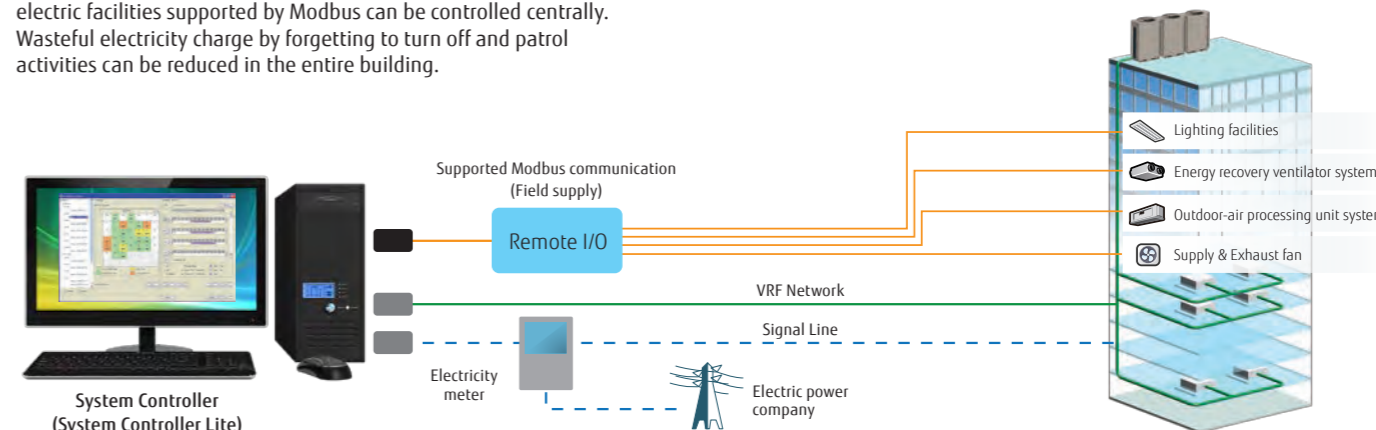 electric facilities supported by Modbus can be controlled centrally.
Wasteful electricity charge by forgetting to turn off and patrol
activities can be reduced in the entire building.
Supported Modbus communication
(Field supply)
Remote I/O
Lighting facilities
Energy recovery ventilator system
Outdoor-air processing unit system
Supply & Exhaust fan
VRF Network
Signal Line
Electricity
meter
Electric power
company
System Controller
(System Controller Lite)